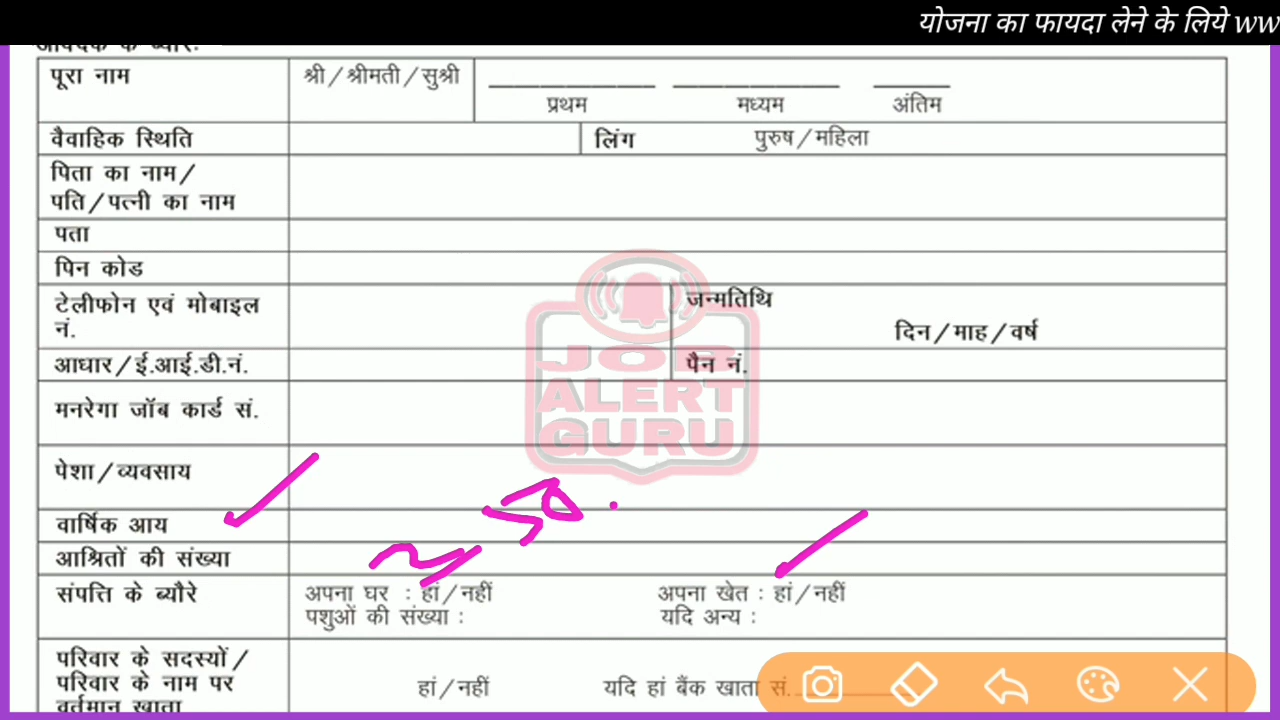 योजना का फायदा लेने के लिये ww
आवेदक के ब्यौरे:
पूरा नाम श्री/श्रीमती/सुश्री
प्रथम मध्यम अंतिम
वैवाहिक स्थिति लिंग पुरुष/महिला
पिता का नाम/
पति/पत्नी का नाम
पता
पिन कोड
टेलीफोन एवं मोबाइल
नं.
जन्मतिथि
दिन/माह/वर्ष
आधार/ई.आई.डी.नं. पैन नं.
मनरेगा जॉब कार्ड सं.
JOB
ALERT
GURU
पेशा/व्यवसाय
वार्षिक आय
आश्रितों की संख्या
संपत्ति के ब्यौरे अपना घर : हां/नहीं अपना खेत : हां/नहीं
पशुओं की संख्या : यदि अन्य :
परिवार के सदस्यों/
परिवार के नाम पर हां/नहीं यदि हां बैंक खाता सं.
वर्तमान खाता